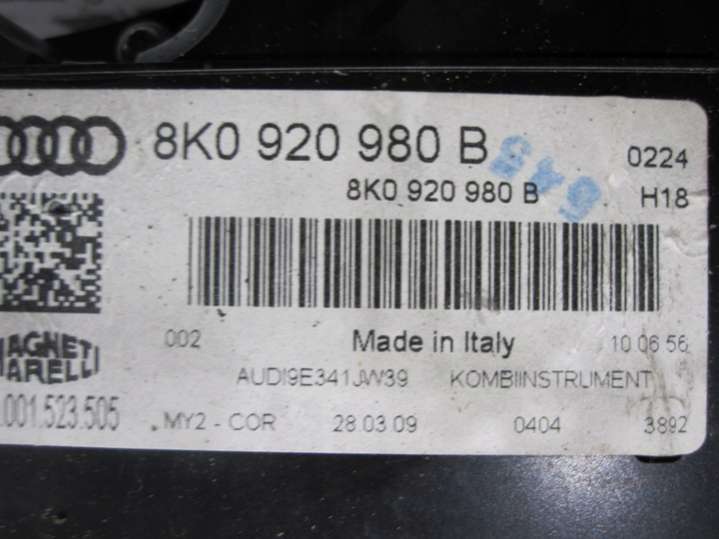 8K0 920 980 B
0224
8K0 920 980 B
H18
645
002
Made in Italy
10 06 56
MAGNETI
MARELLI
AUDI9E341JW39 KOMBIINSTRUMENT
.001.523.505
MY2 - COR 28.03.09 0404 3892